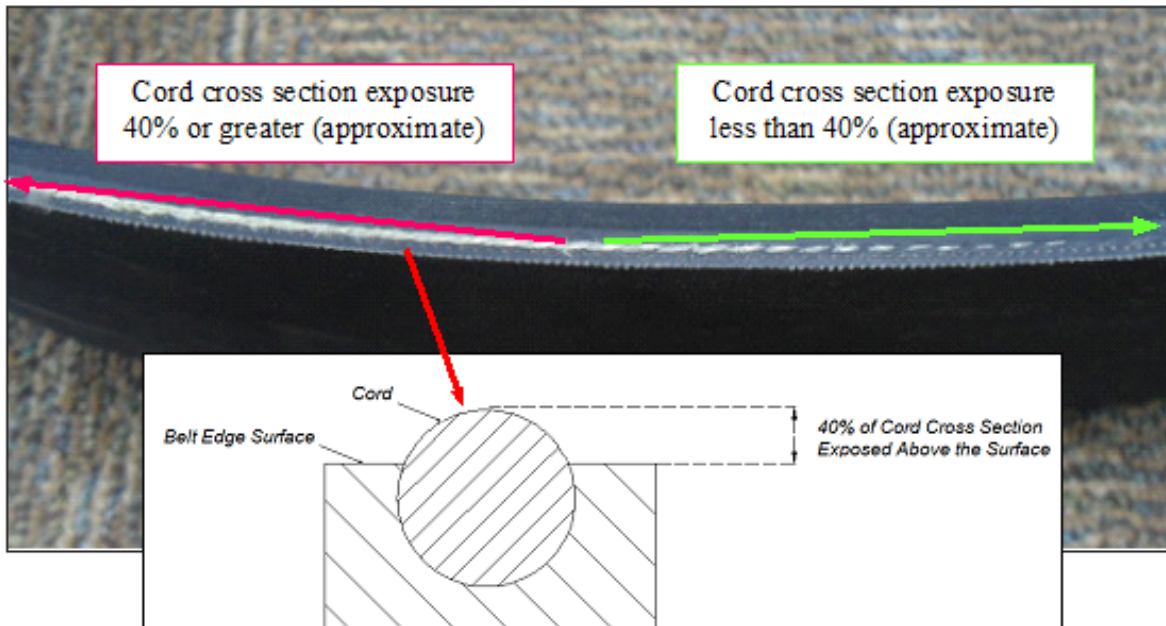 Cord cross section exposure
40% or greater (approximate)
Cord cross section exposure
less than 40% (approximate)
Cord
Belt Edge Surface
40% of Cord Cross Section
Exposed Above the Surface